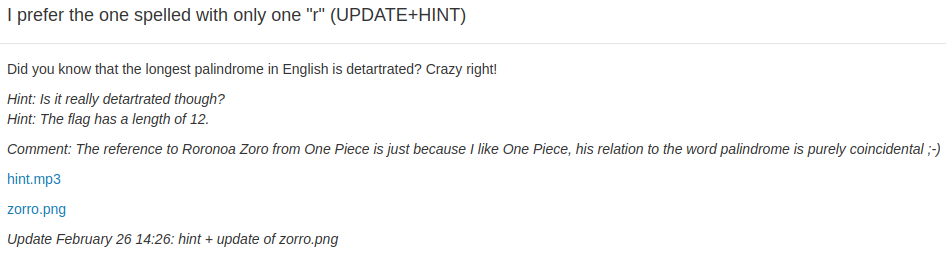 I prefer the one spelled with only one "r" (UPDATE+HINT)
Did you know that the longest palindrome in English is detartrated? Crazy right!
Hint: Is it really detartrated though?
Hint: The flag has a length of 12.
Comment: The reference to Roronoa Zoro from One Piece is just because I like One Piece, his relation to the word palindrome is purely coincidental ;-)
hint.mp3
zorro.png
Update February 26 14:26: hint + update of zorro.png